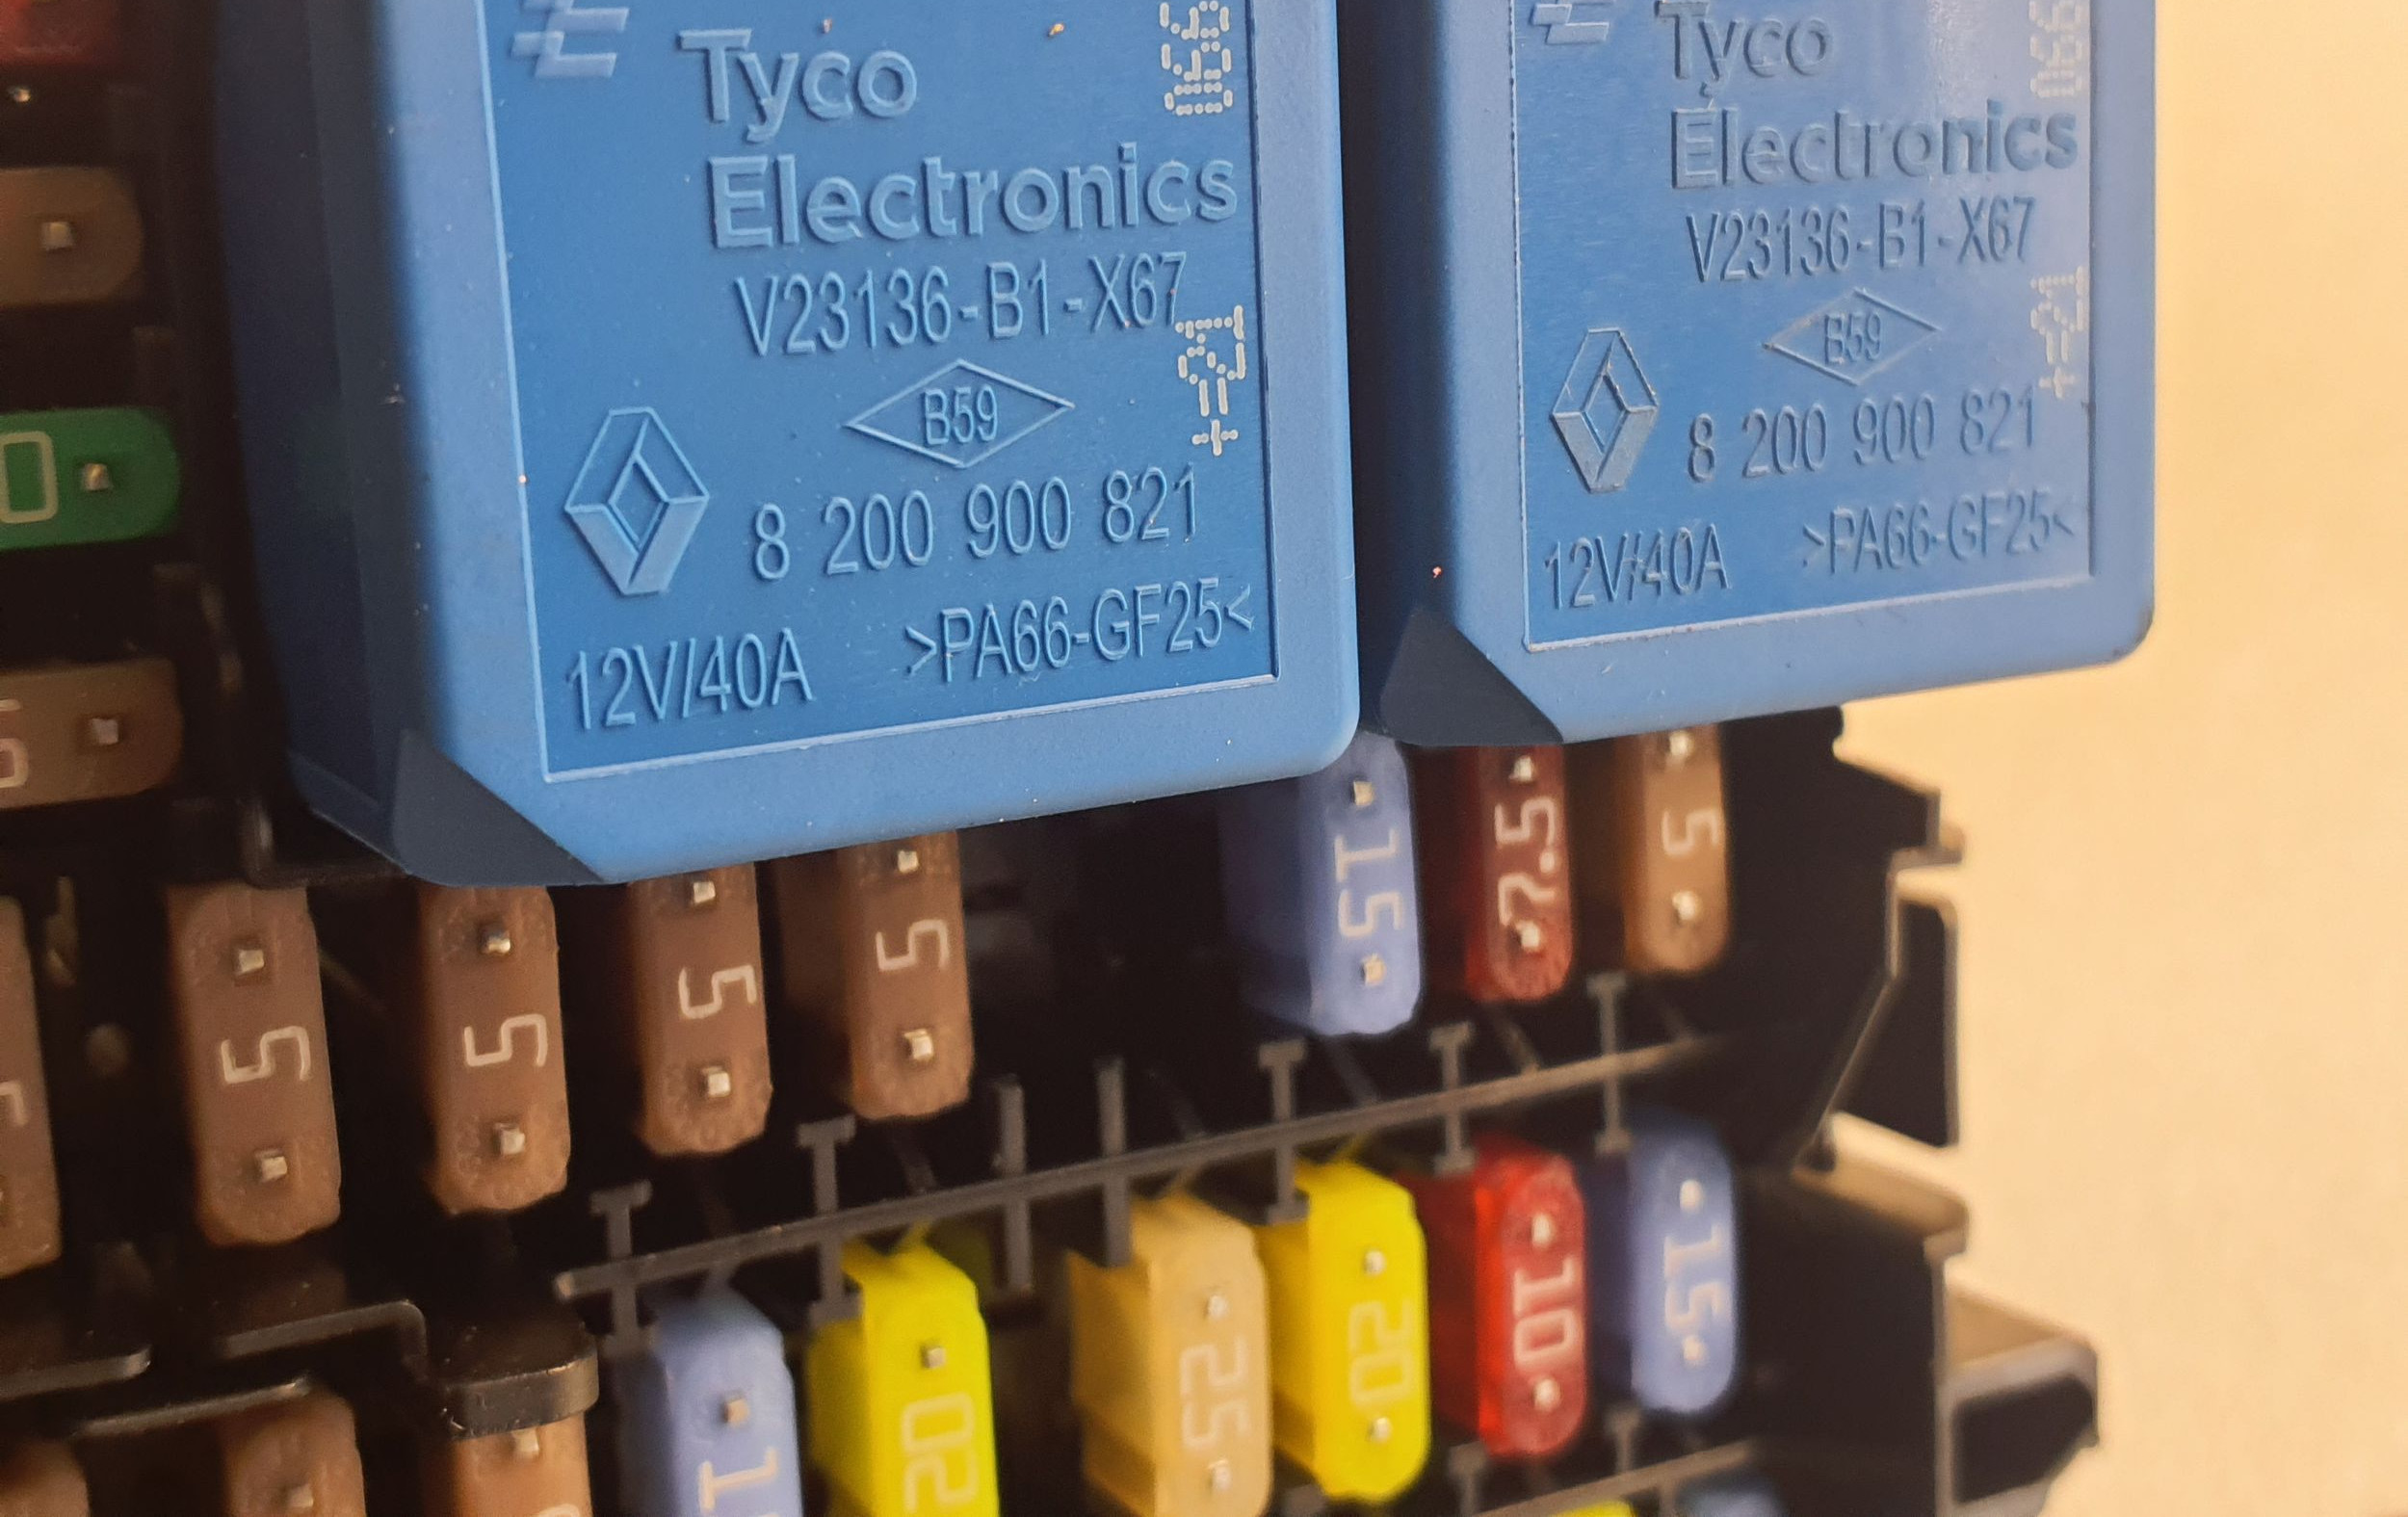 Tyco
Electronics
V23136-B1-X67
B59
8 200 900 821
12V/40A >PA66-GF25<
Tyco
Electronics
V23136-B1-X67
B59
8 200 900 821
12V/40A >PA66-GF25<
15
7.5
5
5
5
5
5
20
25
20
10
15